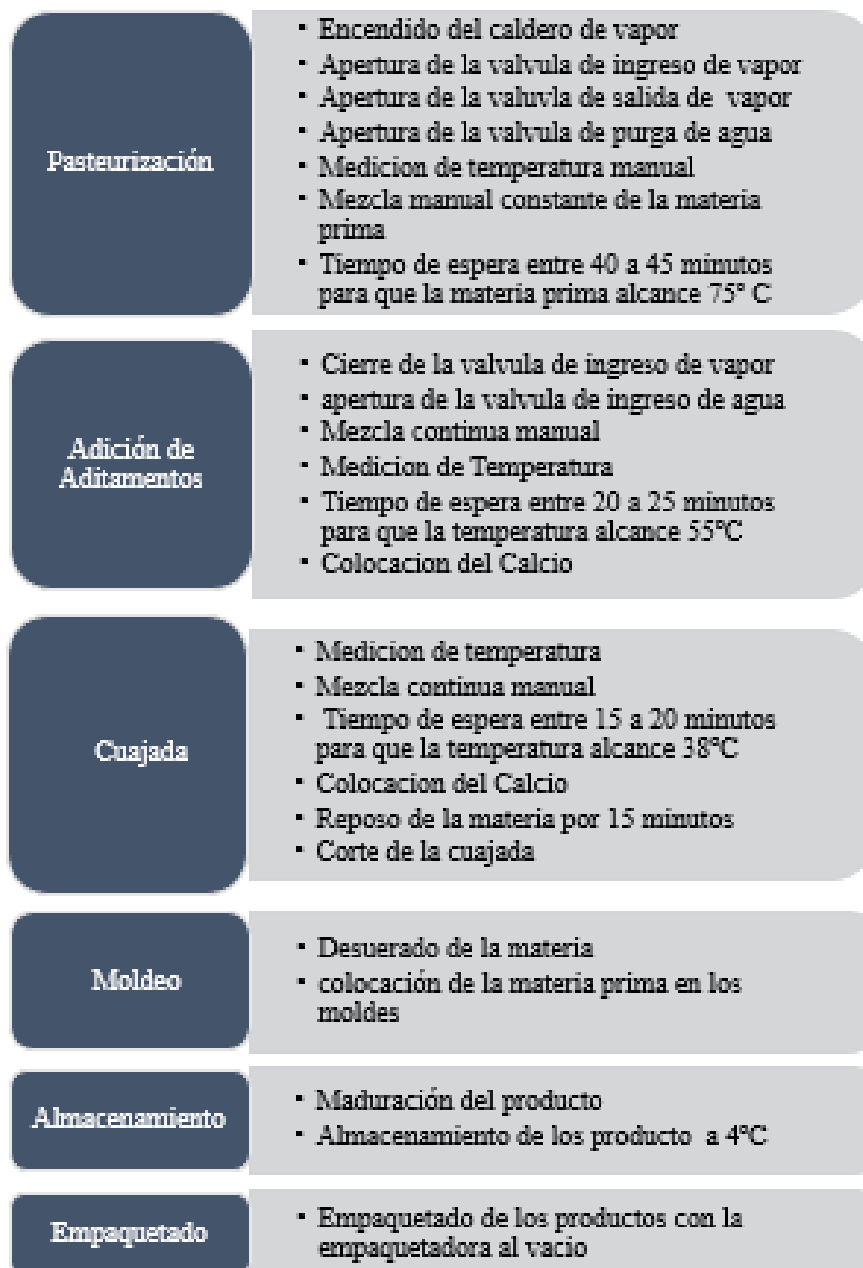 Pasteurización
▪ Encendido del caldero de vapor
▪ Apertura de la valvula de ingreso de vapor
▪ Apertura de la valuvla de salida de vapor
▪ Apertura de la valvula de purga de agua
▪ Medicion de temperatura manual
▪ Mezcla manual constante de la materia
prima
▪ Tiempo de espera entre 40 a 45 minutos
para que la materia prima alcance 75° C
Adición de
Aditamentos
▪ Cierre de la valvula de ingreso de vapor
▪ apertura de la valvula de ingreso de agua
▪ Mezcla continua manual
▪ Medicion de Temperatura
▪ Tiempo de espera entre 20 a 25 minutos
para que la temperatura alcance 55°C
▪ Colocacion del Calcio
Cuajada
▪ Medicion de temperatura
▪ Mezcla continua manual
▪ Tiempo de espera entre 15 a 20 minutos
para que la temperatura alcance 38°C
▪ Colocacion del Calcio
▪ Reposo de la materia por 15 minutos
▪ Corte de la cuajada
Moldeo
▪ Desuerado de la materia
▪ colocación de la materia prima en los
moldes
Almacenamiento
▪ Maduración del producto
▪ Almacenamiento de los producto a 4°C
Empaquetado
▪ Empaquetado de los productos con la
empaquetadora al vacio